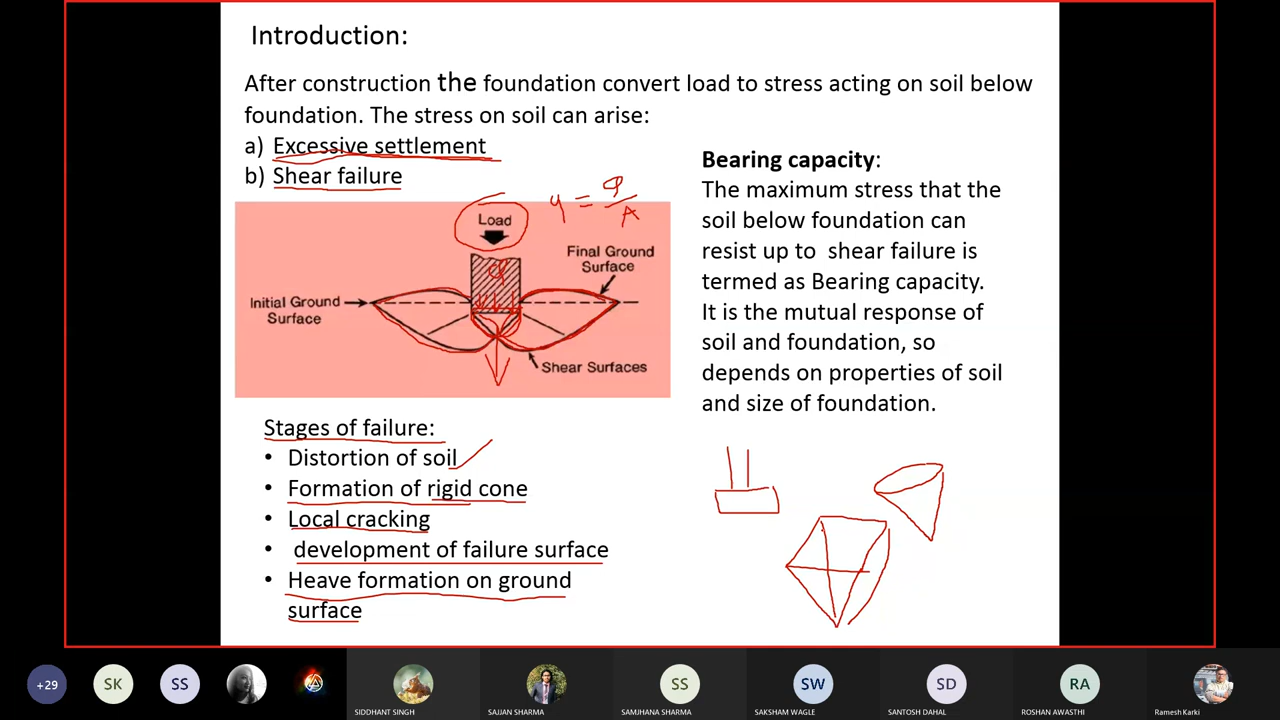 Introduction:
After construction the foundation convert load to stress acting on soil below
foundation. The stress on soil can arise:
a) Excessive settlement
b) Shear failure
q = Q/A
Load
Q
Final Ground
Surface
Initial Ground
Surface
Shear Surfaces
Stages of failure:
• Distortion of soil
• Formation of rigid cone
• Local cracking
• development of failure surface
• Heave formation on ground
surface
Bearing capacity:
The maximum stress that the
soil below foundation can
resist up to shear failure is
termed as Bearing capacity.
It is the mutual response of
soil and foundation, so
depends on properties of soil
and size of foundation.
+29
SK
SS
SIDDHANT SINGH
SAJJAN SHARMA
SS
SAMJHANA SHARMA
SW
SAKSHAM WAGLE
SD
SANTOSH DAHAL
RA
ROSHAN AWASTHI
Ramesh Karki